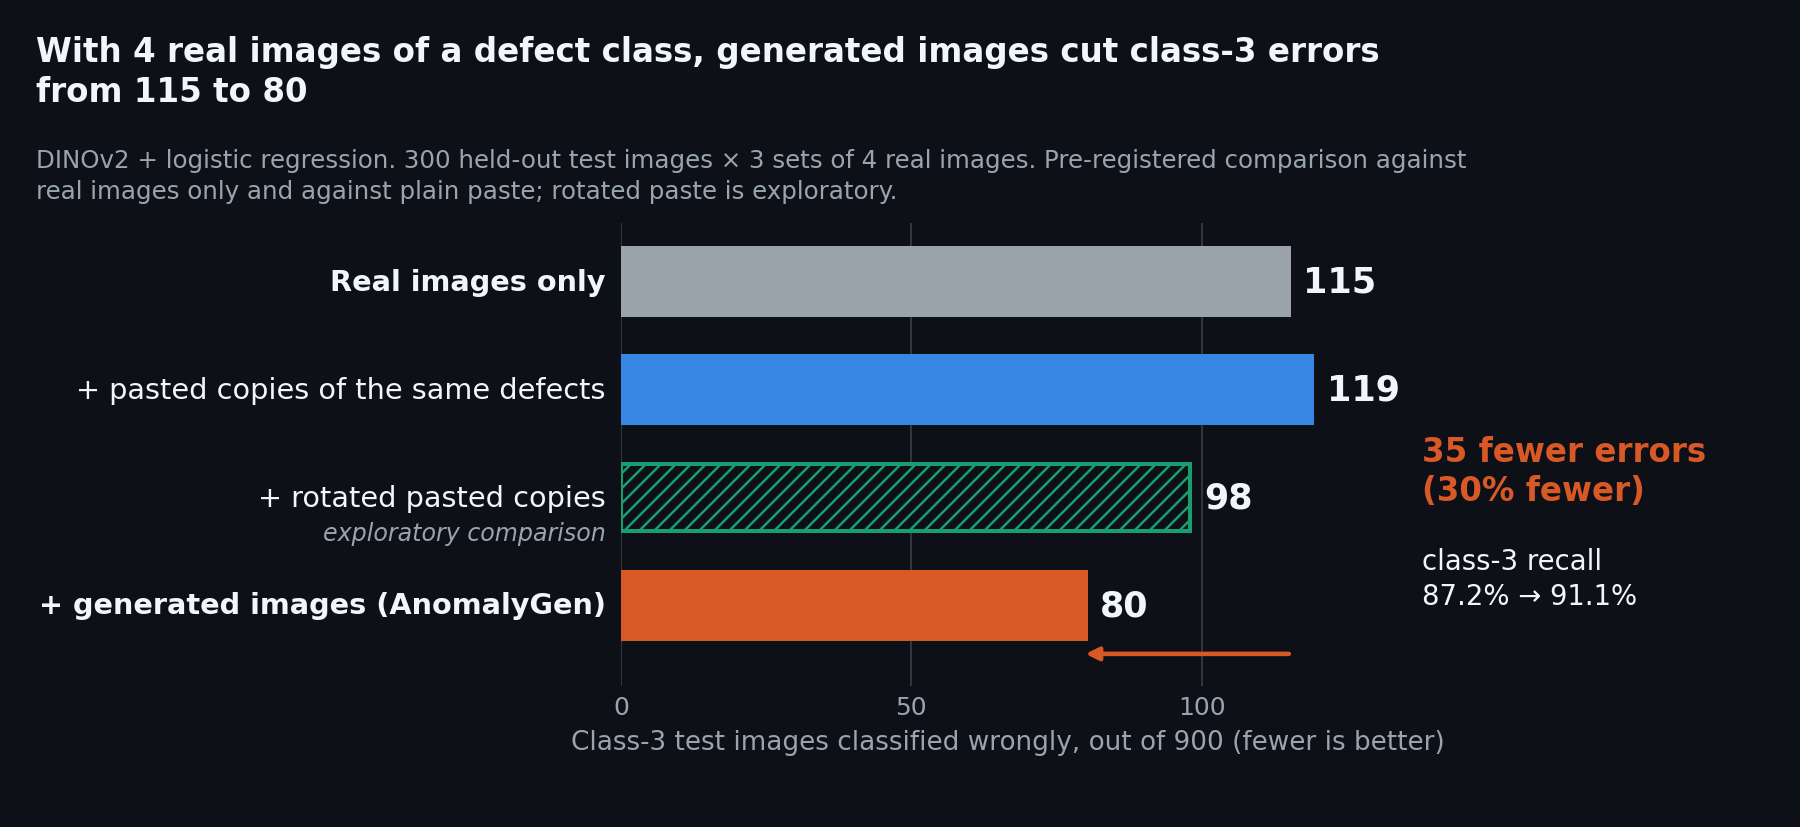 With 4 real images of a defect class, generated images cut class-3 errors
from 115 to 80
DINOv2 + logistic regression. 300 held-out test images × 3 sets of 4 real images. Pre-registered comparison against
real images only and against plain paste; rotated paste is exploratory.
Real images only
115
+ pasted copies of the same defects
119
+ rotated pasted copies
exploratory comparison
98
+ generated images (AnomalyGen)
80
35 fewer errors
(30% fewer)
class-3 recall
87.2% → 91.1%
0 50 100
Class-3 test images classified wrongly, out of 900 (fewer is better)